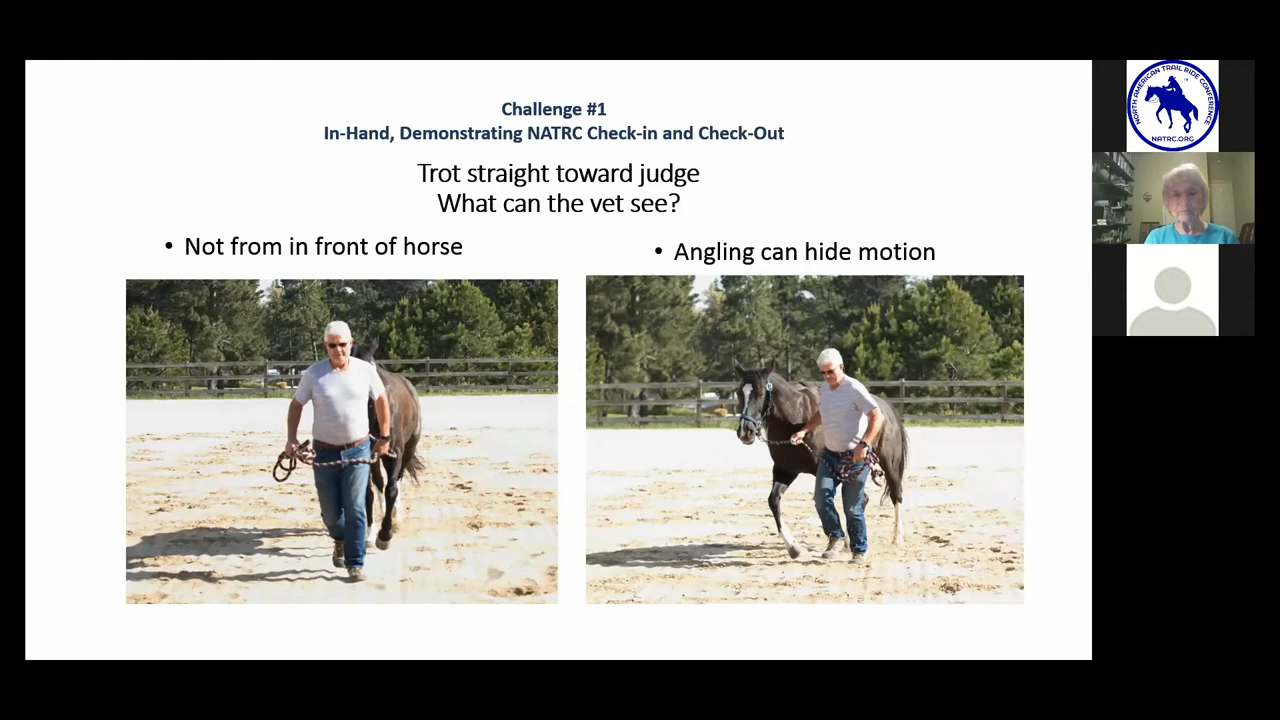 Challenge #1
In-Hand, Demonstrating NATRC Check-in and Check-Out
Trot straight toward judge
What can the vet see?
• Not from in front of horse
• Angling can hide motion
NORTH AMERICAN TRAIL RIDE CONFERENCE
NATRC.ORG